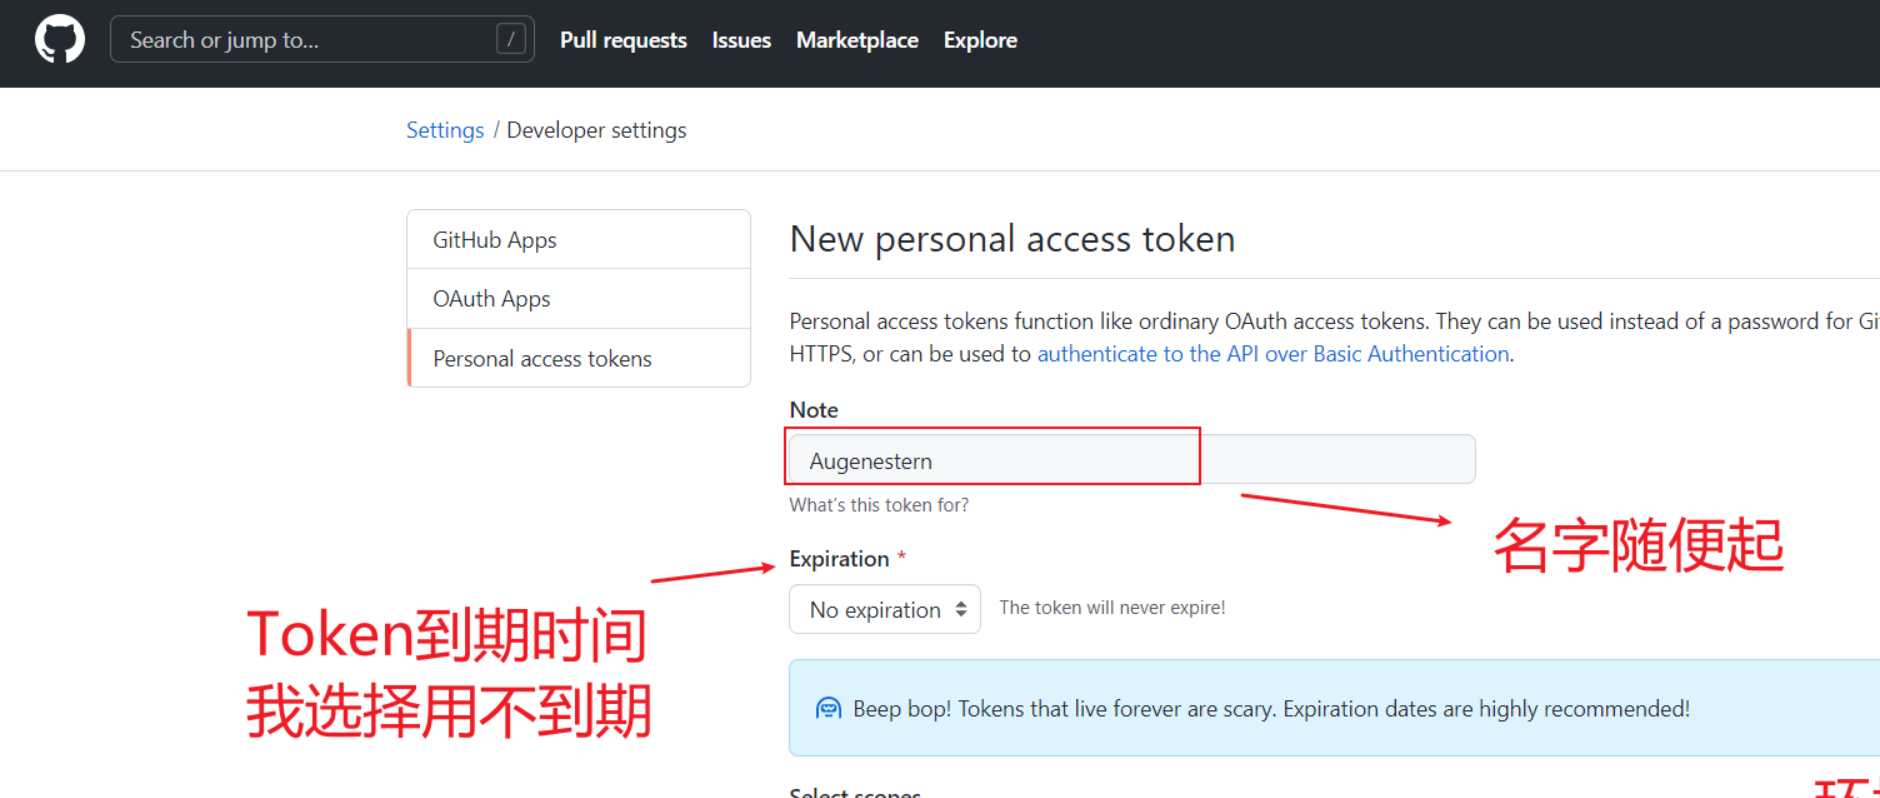 Search or jump to...
/
Pull requests
Issues
Marketplace
Explore
Settings / Developer settings
GitHub Apps
OAuth Apps
Personal access tokens
New personal access token
Personal access tokens function like ordinary OAuth access tokens. They can be used instead of a password for
HTTPS, or can be used to authenticate to the API over Basic Authentication.
Note
Augenestern
What's this token for?
名字随便起
Expiration *
No expiration
The token will never expire!
Token到期时间
我选择用不到期
Beep bop! Tokens that live forever are scary. Expiration dates are highly recommended!
Select scopes